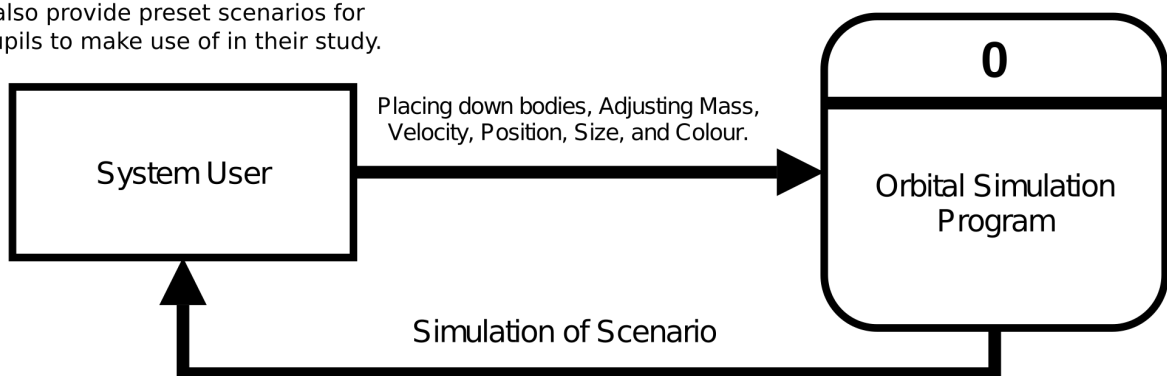 also provide preset scenarios for
pupils to make use of in their study.
0
Placing down bodies, Adjusting Mass,
Velocity, Position, Size, and Colour.
System User
Orbital Simulation
Program
Simulation of Scenario